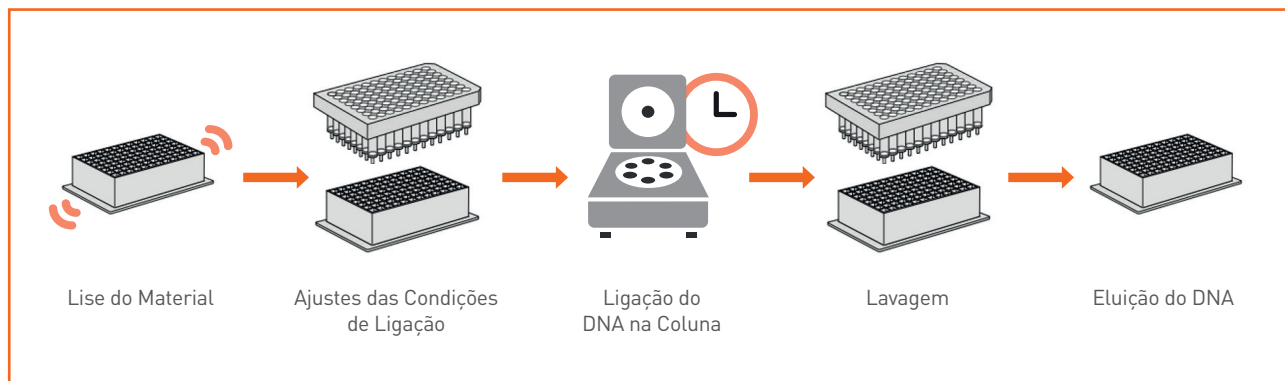 Lise do Material
Ajustes das Condições
de Ligação
Ligação do
DNA na Coluna
Lavagem
Eluição do DNA